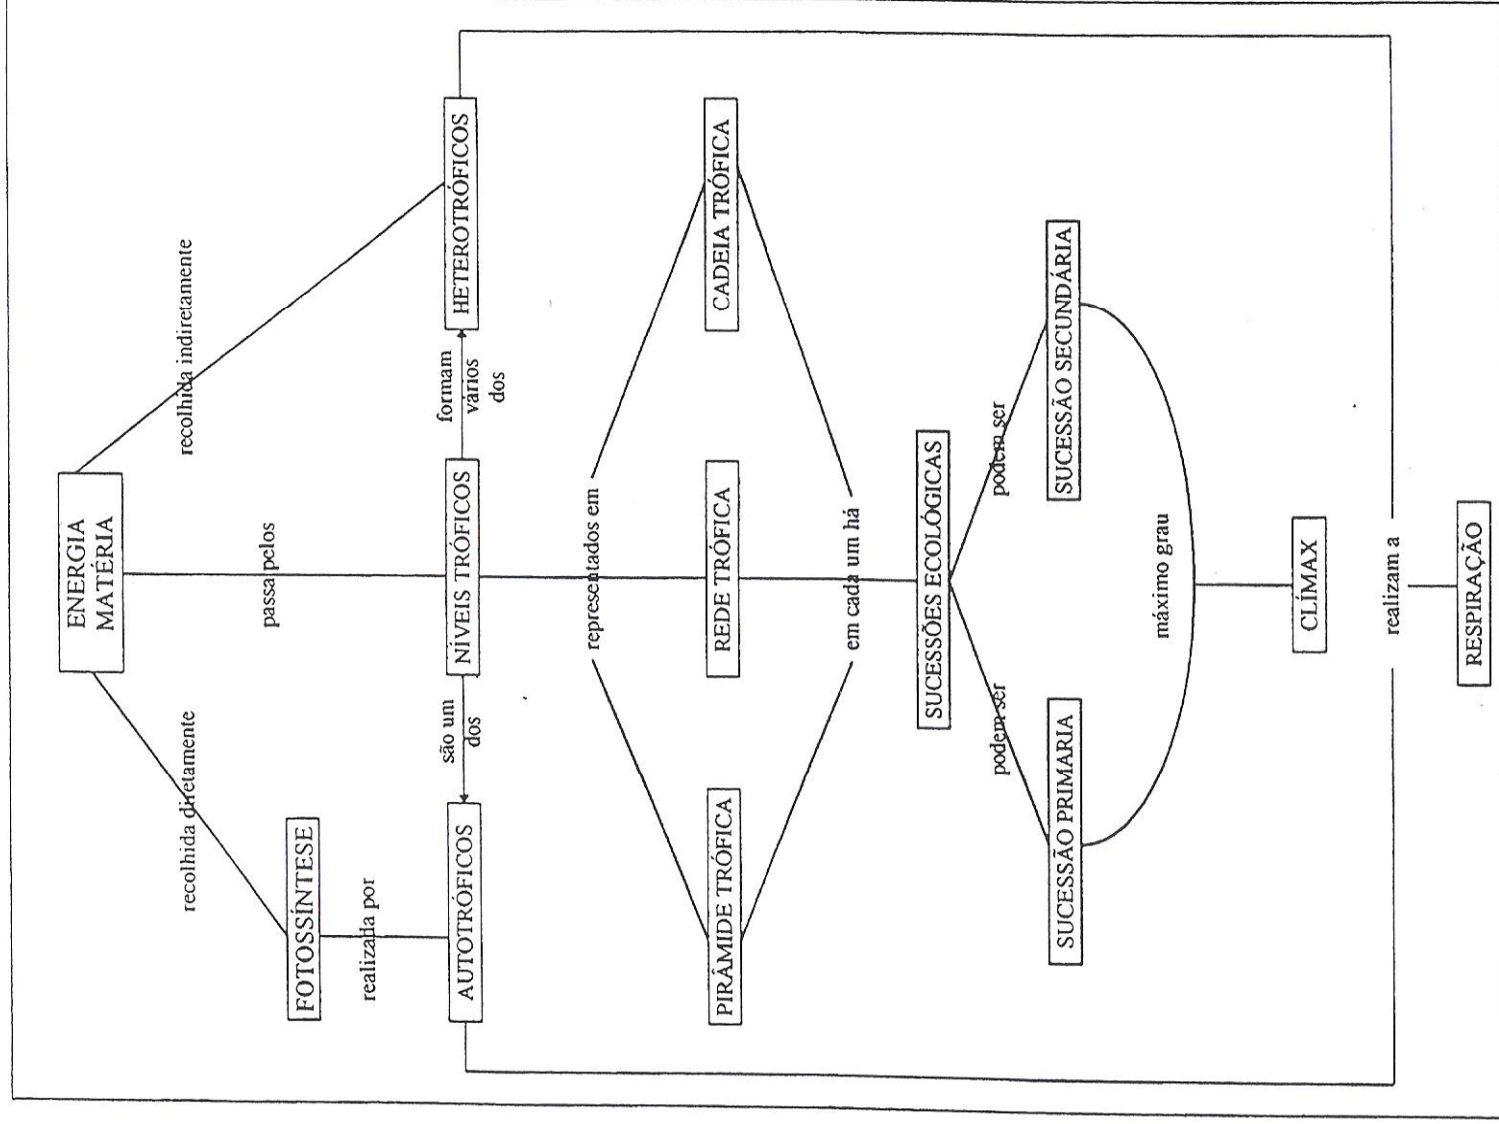 ENERGIA
MATÉRIA
recolhida diretamente
passa pelos
recolhida indiretamente
FOTOSSÍNTESE
realizada por
AUTOTRÓFICOS
são um
dos
NÍVEIS TRÓFICOS
formam
vários
dos
HETEROTRÓFICOS
representados em
PIRÂMIDE TRÓFICA
REDE TRÓFICA
CADEIA TRÓFICA
em cada um há
SUCESSÕES ECOLÓGICAS
podem ser
podem ser
SUCESSÃO PRIMARIA
SUCESSÃO SECUNDÁRIA
máximo grau
CLÍMAX
realizam a
RESPIRAÇÃO